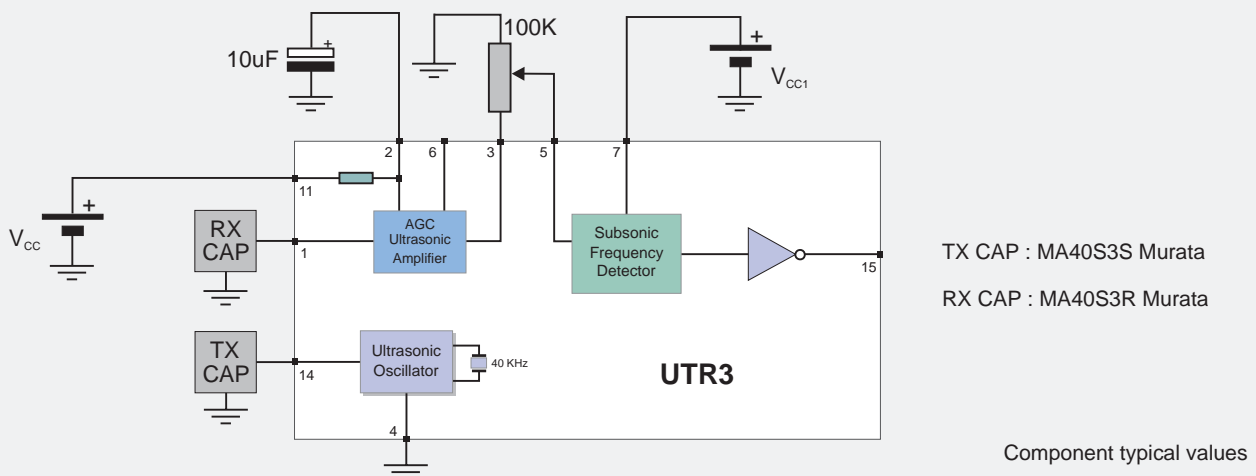 100K
10uF
+
+
VCC1
2
6
3
5
7
11
+
VCC
RX
CAP
1
AGC
Ultrasonic
Amplifier
Subsonic
Frequency
Detector
15
TX CAP : MA40S3S Murata
RX CAP : MA40S3R Murata
TX
CAP
14
Ultrasonic
Oscillator
40 KHz
UTR3
4
Component typical values